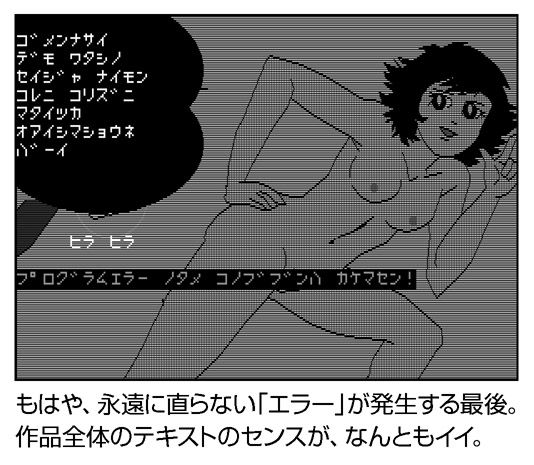 ゴメンナサイ
デモ ワタシノ
セイジャ ナイモン
コレニ コリズニ
マタイツカ
オアイシマショウネ
バーイ
ヒラ ヒラ
プログラムエラー ノタメ コノブブンハ カケマセン!
もはや、永遠に直らない「エラー」が発生する最後。
作品全体のテキストのセンスが、なんともイイ。